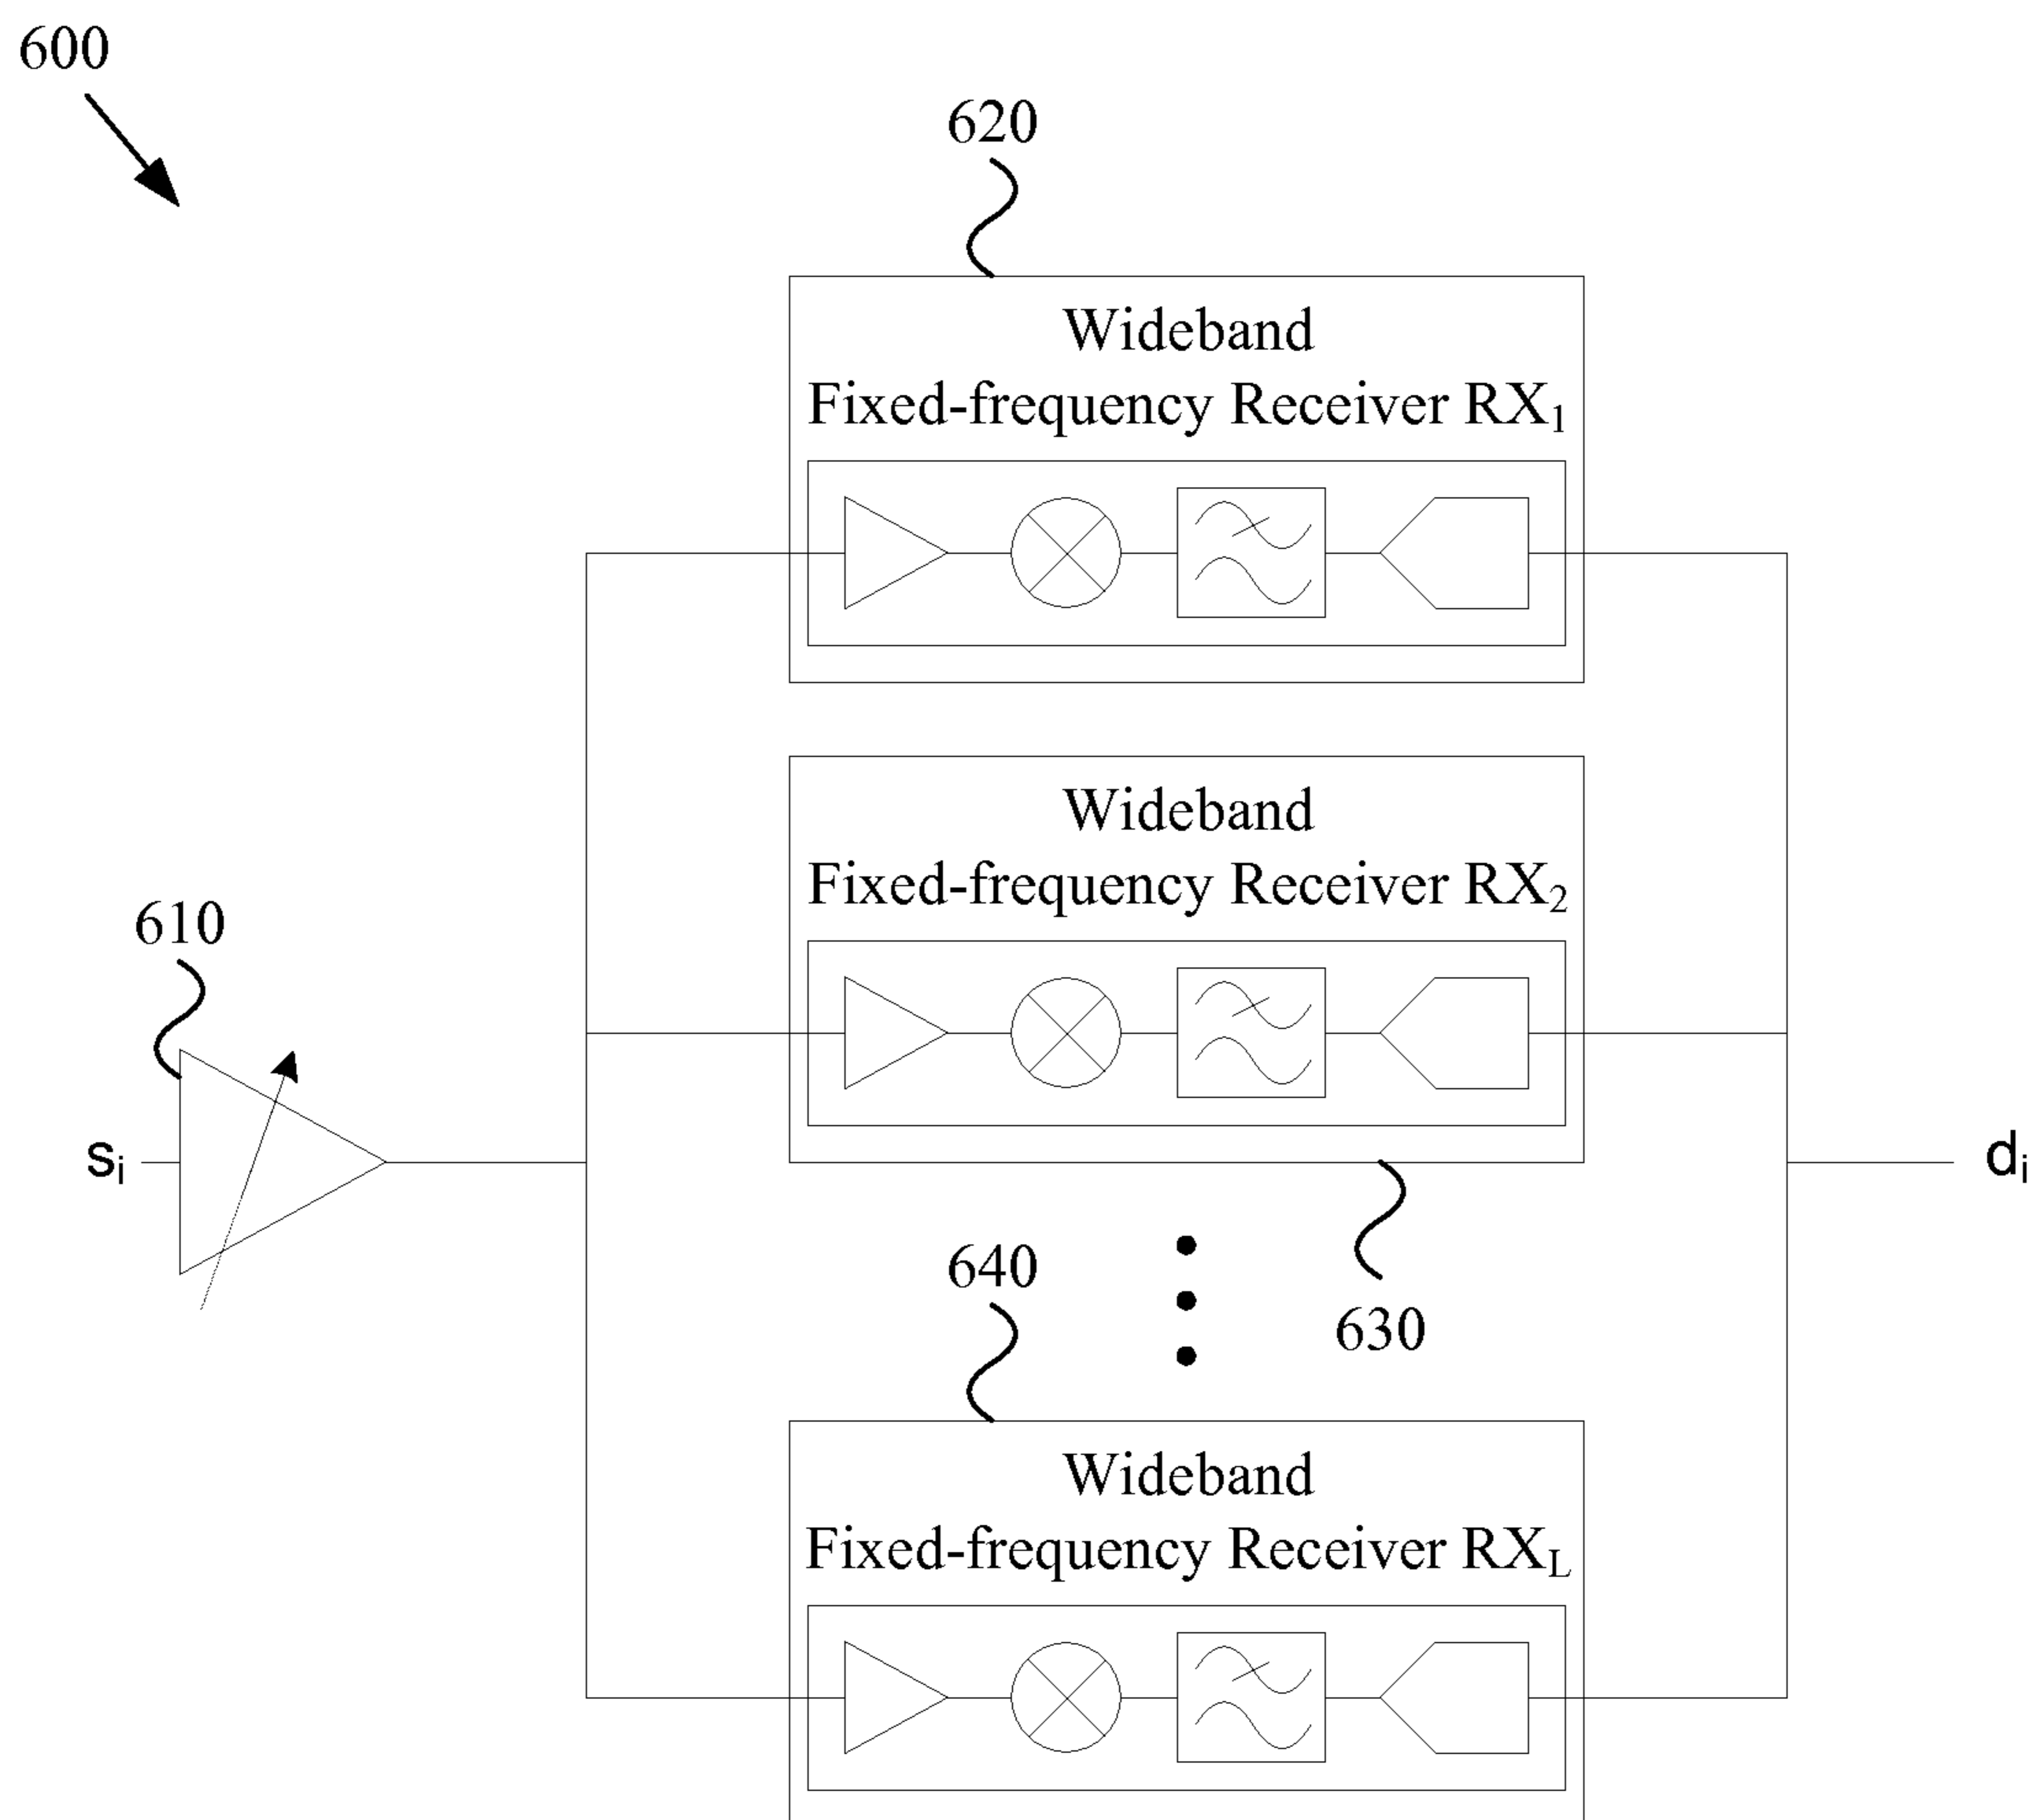 600
620
Wideband
Fixed-frequency Receiver RX₁
Wideband
Fixed-frequency Receiver RX₂
610
sᵢ
dᵢ
640
630
Wideband
Fixed-frequency Receiver RX_L